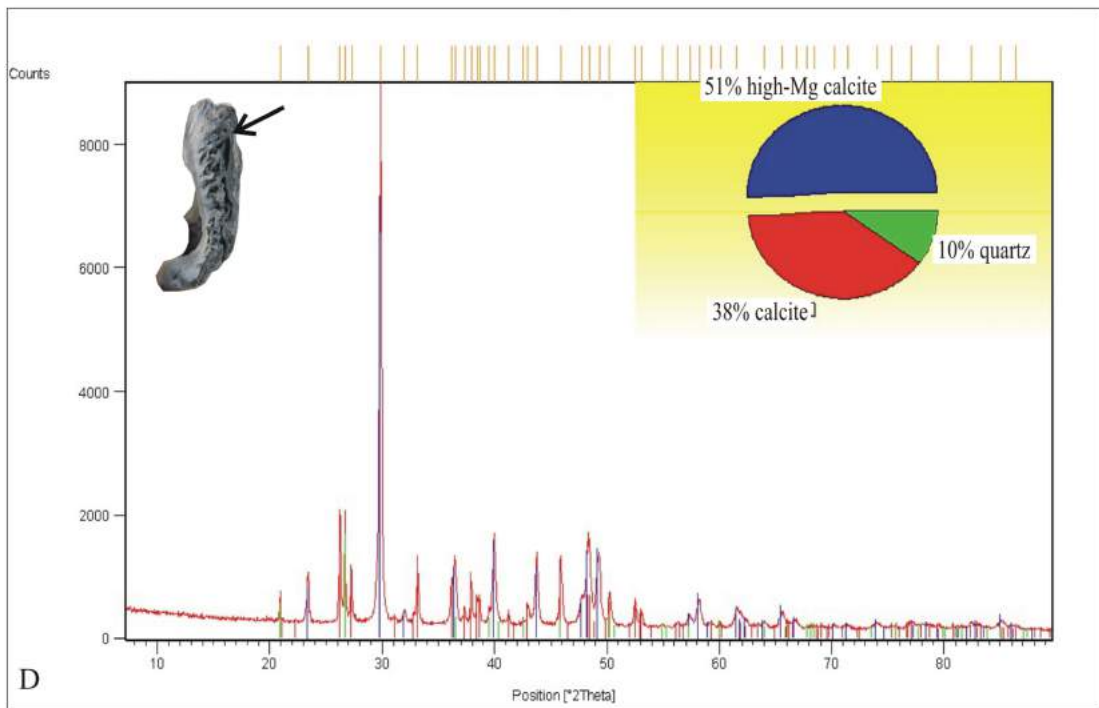 Counts
8000
6000
4000
2000
0
51% high-Mg calcite
10% quartz
38% calcite]
10 20 30 40 50 60 70 80
Position [°2Theta]
D